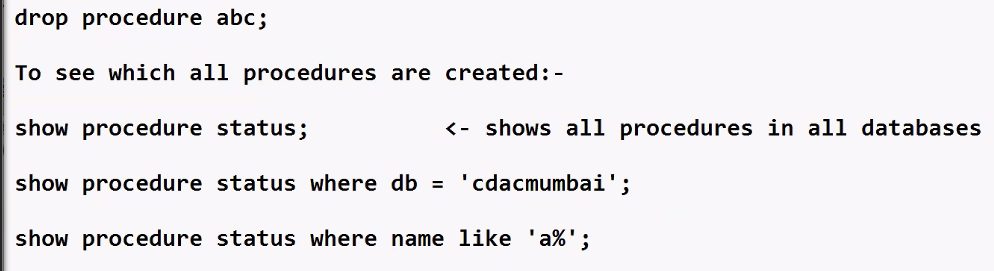 drop procedure abc;
To see which all procedures are created:-
show procedure status;          <- shows all procedures in all databases
show procedure status where db = 'cdacmumbai';
show procedure status where name like 'a%';